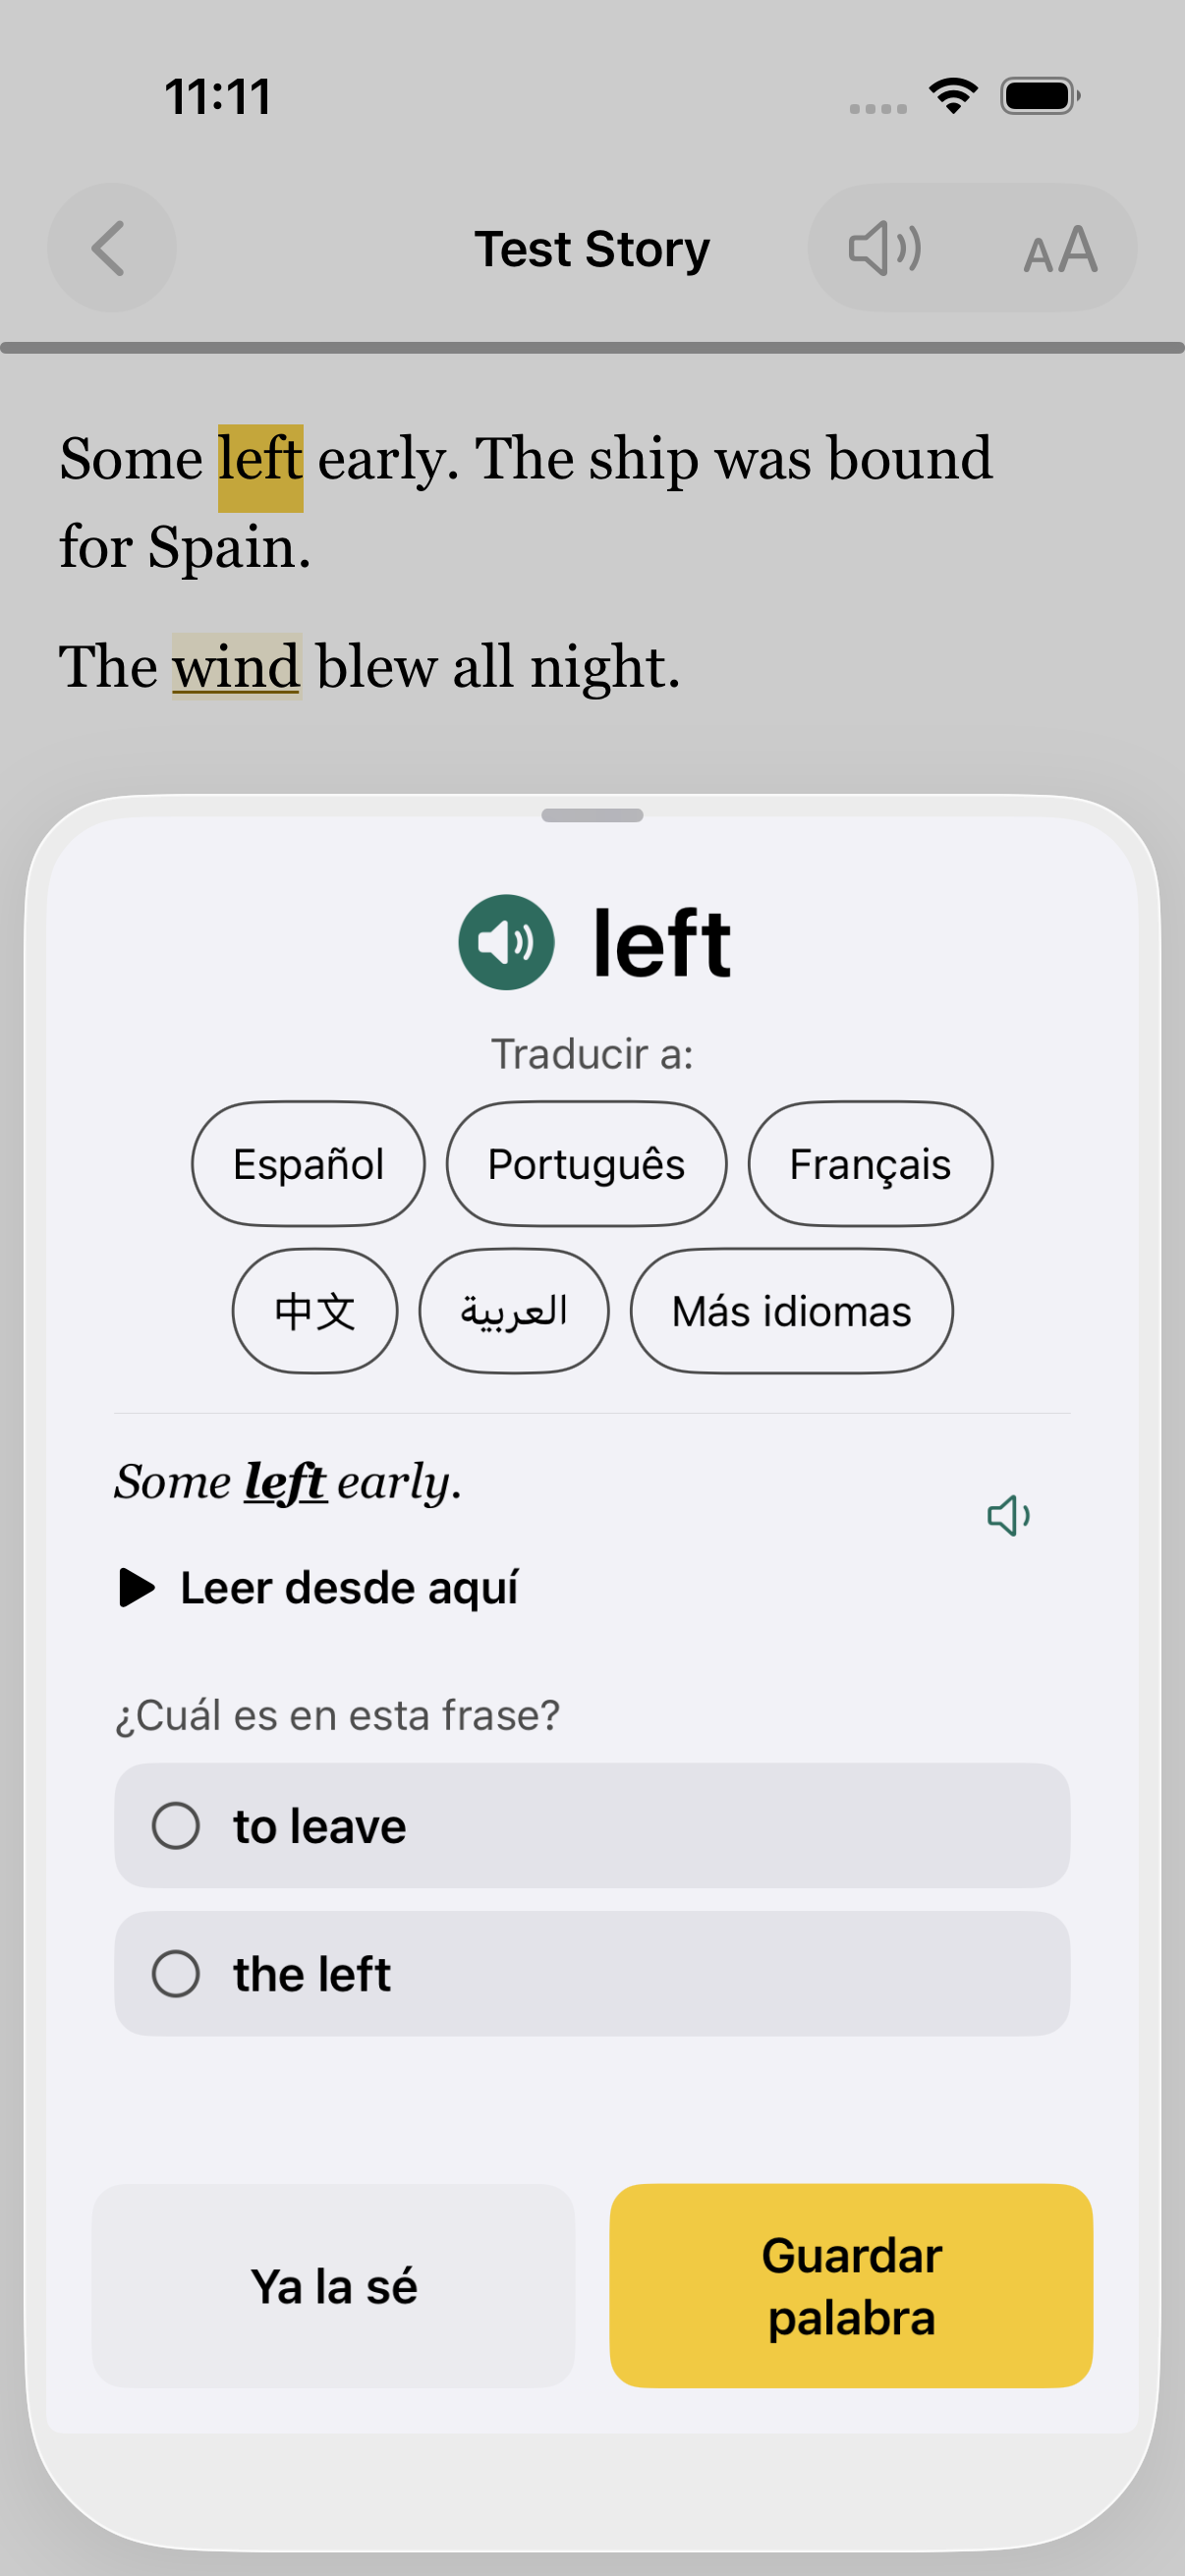 11:11
Test Story
AA
Some left early. The ship was bound
for Spain.
The wind blew all night.
left
Traducir a:
Español
Português
Français
中文
العربية
Más idiomas
Some left early.
Leer desde aquí
¿Cuál es en esta frase?
to leave
the left
Ya la sé
Guardar
palabra